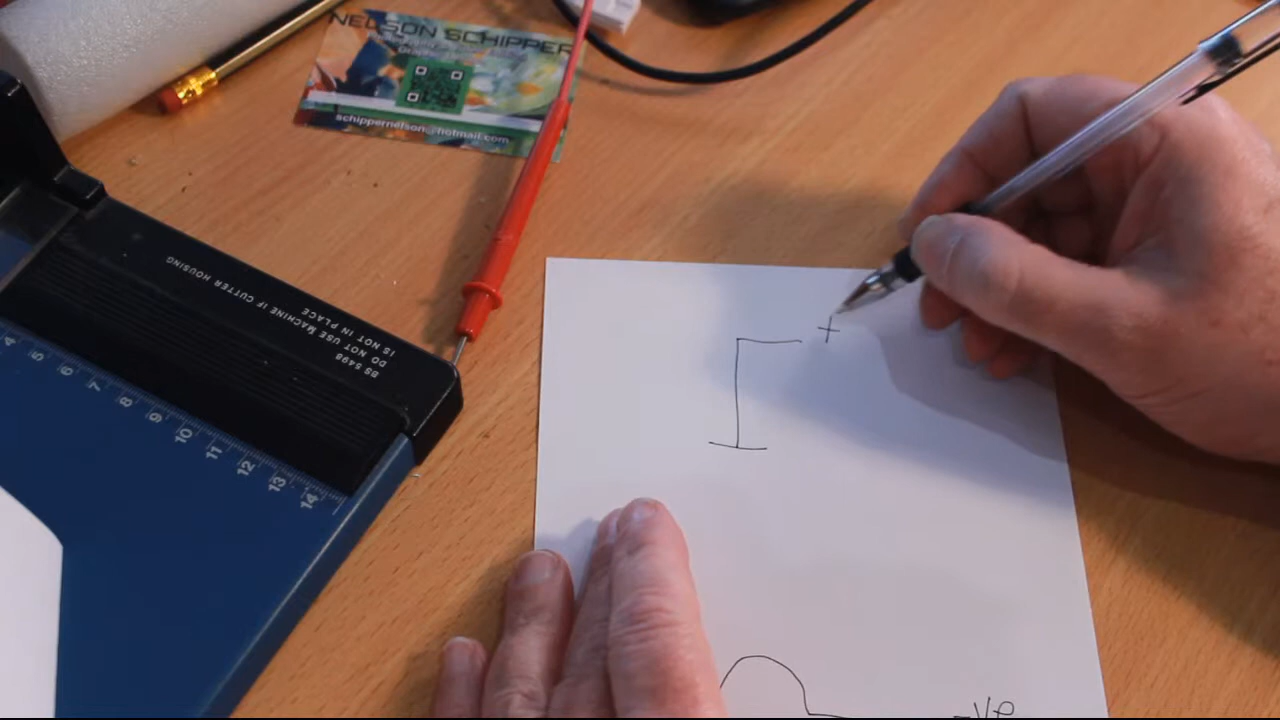 NELSON SCHIPPER
schippernelson@hotmail.com
BS 5498
DO NOT USE MACHINE IF CUTTER HOUSING
IS NOT IN PLACE
4 5 6 7 8 9 10 11 12 13 14
+
-Ve